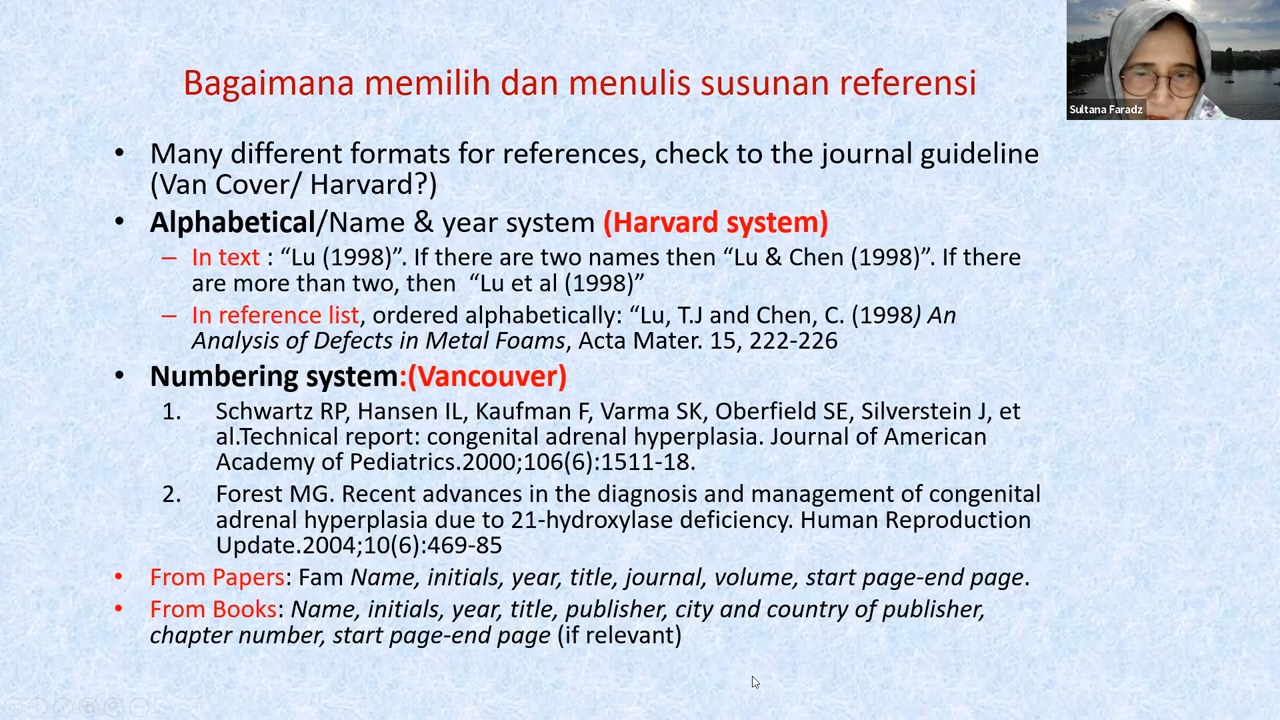 Bagaimana memilih dan menulis susunan referensi
Sultana Faradz
• Many different formats for references, check to the journal guideline
(Van Cover/ Harvard?)
• Alphabetical/Name & year system (Harvard system)
– In text : “Lu (1998)”. If there are two names then “Lu & Chen (1998)”. If there
are more than two, then “Lu et al (1998)”
– In reference list, ordered alphabetically: “Lu, T.J and Chen, C. (1998) An
Analysis of Defects in Metal Foams, Acta Mater. 15, 222-226
• Numbering system:(Vancouver)
1. Schwartz RP, Hansen IL, Kaufman F, Varma SK, Oberfield SE, Silverstein J, et
al.Technical report: congenital adrenal hyperplasia. Journal of American
Academy of Pediatrics.2000;106(6):1511-18.
2. Forest MG. Recent advances in the diagnosis and management of congenital
adrenal hyperplasia due to 21-hydroxylase deficiency. Human Reproduction
Update.2004;10(6):469-85
• From Papers: Fam Name, initials, year, title, journal, volume, start page-end page.
• From Books: Name, initials, year, title, publisher, city and country of publisher,
chapter number, start page-end page (if relevant)